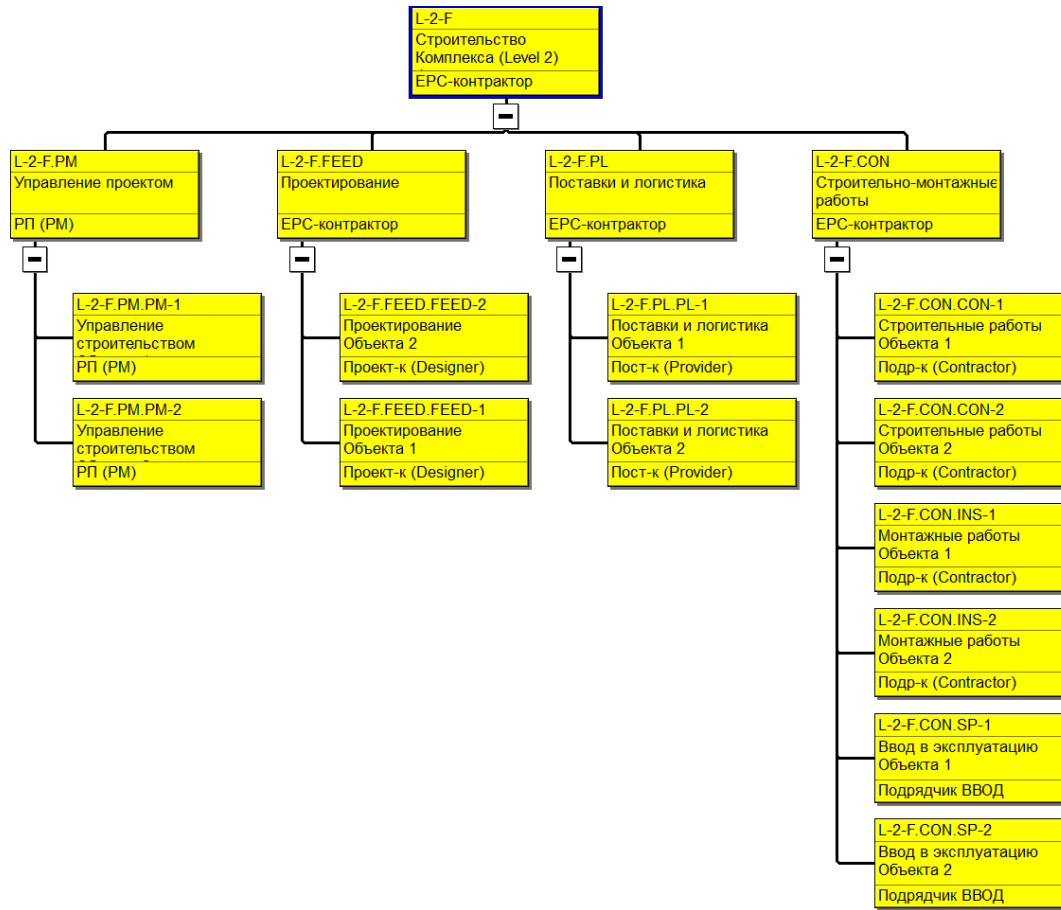 L-2-F
Строительство
Комплекса (Level 2)
ЕРС-контрактор
L-2-F.PM
Управление проектом
РП (PM)
L-2-F.FEED
Проектирование
ЕРС-контрактор
L-2-F.PL
Поставки и логистика
ЕРС-контрактор
L-2-F.CON
Строительно-монтажные
работы
ЕРС-контрактор
L-2-F.PM.PM-1
Управление
строительством
РП (PM)
L-2-F.PM.PM-2
Управление
строительством
РП (PM)
L-2-F.FEED.FEED-2
Проектирование
Объекта 2
Проект-к (Designer)
L-2-F.FEED.FEED-1
Проектирование
Объекта 1
Проект-к (Designer)
L-2-F.PL.PL-1
Поставки и логистика
Объекта 1
Пост-к (Provider)
L-2-F.PL.PL-2
Поставки и логистика
Объекта 2
Пост-к (Provider)
L-2-F.CON.CON-1
Строительные работы
Объекта 1
Подр-к (Contractor)
L-2-F.CON.CON-2
Строительные работы
Объекта 2
Подр-к (Contractor)
L-2-F.CON.INS-1
Монтажные работы
Объекта 1
Подр-к (Contractor)
L-2-F.CON.INS-2
Монтажные работы
Объекта 2
Подр-к (Contractor)
L-2-F.CON.SP-1
Ввод в эксплуатацию
Объекта 1
Подрядчик ВВОД
L-2-F.CON.SP-2
Ввод в эксплуатацию
Объекта 2
Подрядчик ВВОД